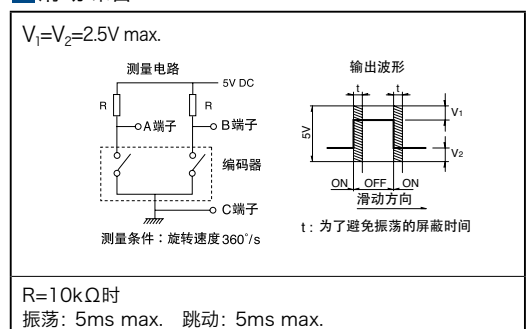 V₁=V₂=2.5V max.
测量电路
5V DC
R
R
A端子
B端子
编码器
C端子
测量条件：旋转速度360°/s
输出波形
t
t
5V
V₁
V₂
ON
OFF
ON
滑动方向
t：为了避免振荡的屏蔽时间
R=10kΩ时
振荡：5ms max. 跳动：5ms max.